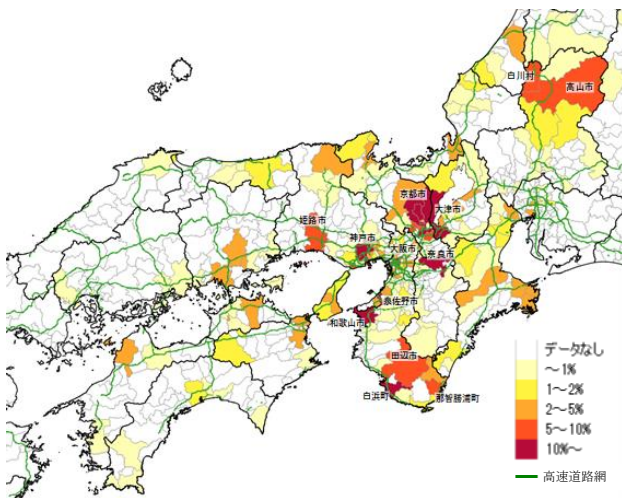 白川村
高山市
京都市
大津市
姫路市
神戸市
大阪市
奈良市
泉佐野市
和歌山市
田辺市
白浜町
那智勝浦町
データなし
～1%
1～2%
2～5%
5～10%
10%～
高速道路網